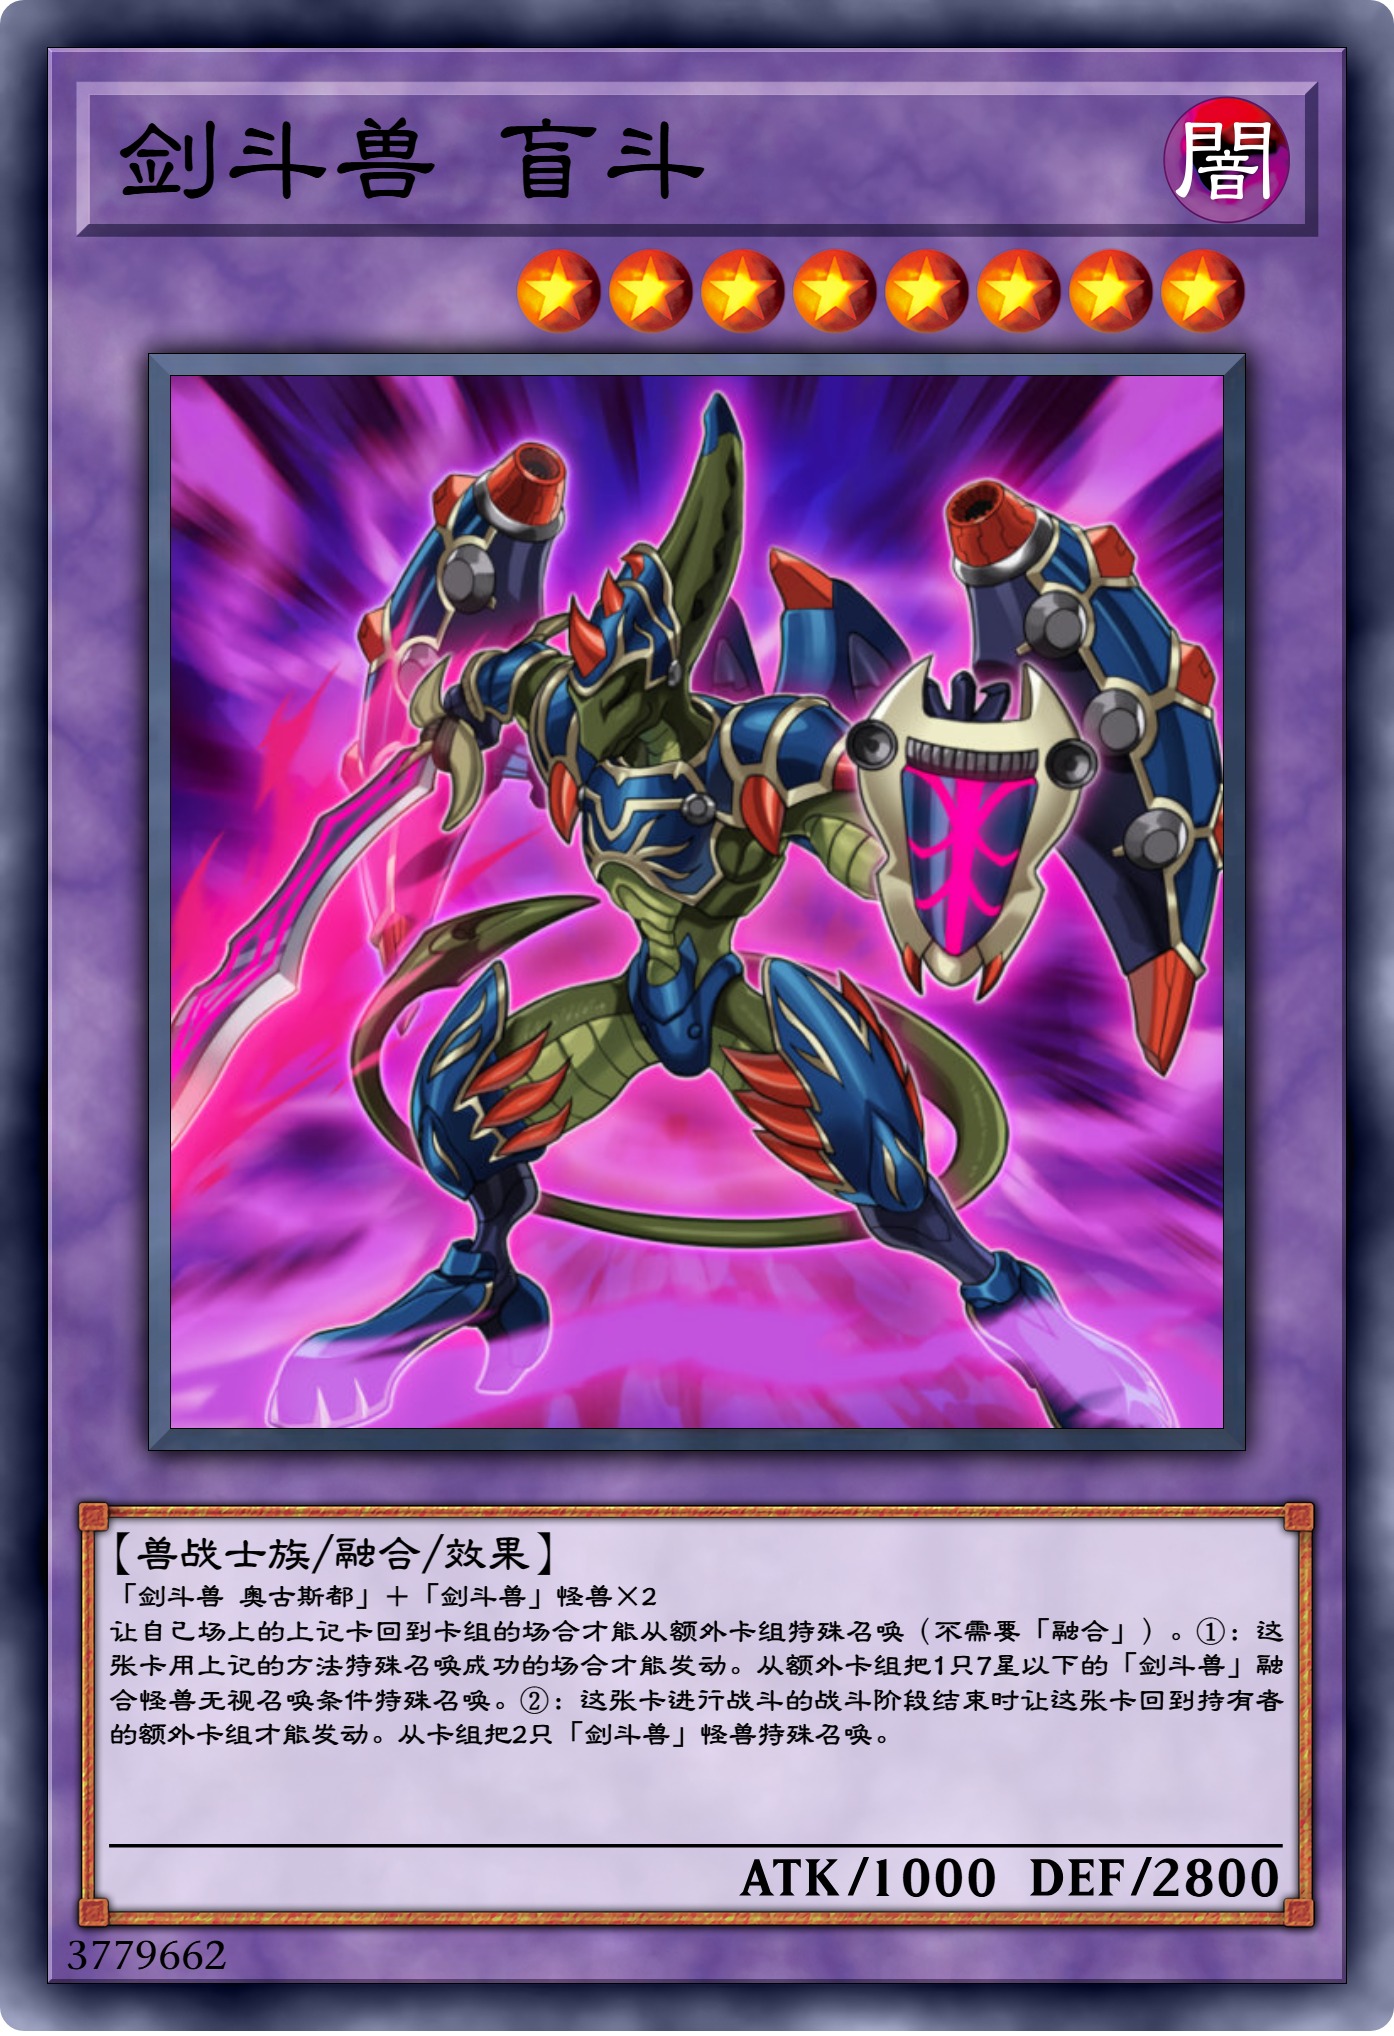 剑斗兽 盲斗
闇
【兽战士族/融合/效果】
「剑斗兽 奥古斯都」＋「剑斗兽」怪兽×2
让自己场上的上记卡回到卡组的场合才能从额外卡组特殊召唤（不需要「融合」）。①：这
张卡用上记的方法特殊召唤成功的场合才能发动。从额外卡组把1只7星以下的「剑斗兽」融
合怪兽无视召唤条件特殊召唤。②：这张卡进行战斗的战斗阶段结束时让这张卡回到持有者
的额外卡组才能发动。从卡组把2只「剑斗兽」怪兽特殊召唤。
ATK/1000 DEF/2800
3779662